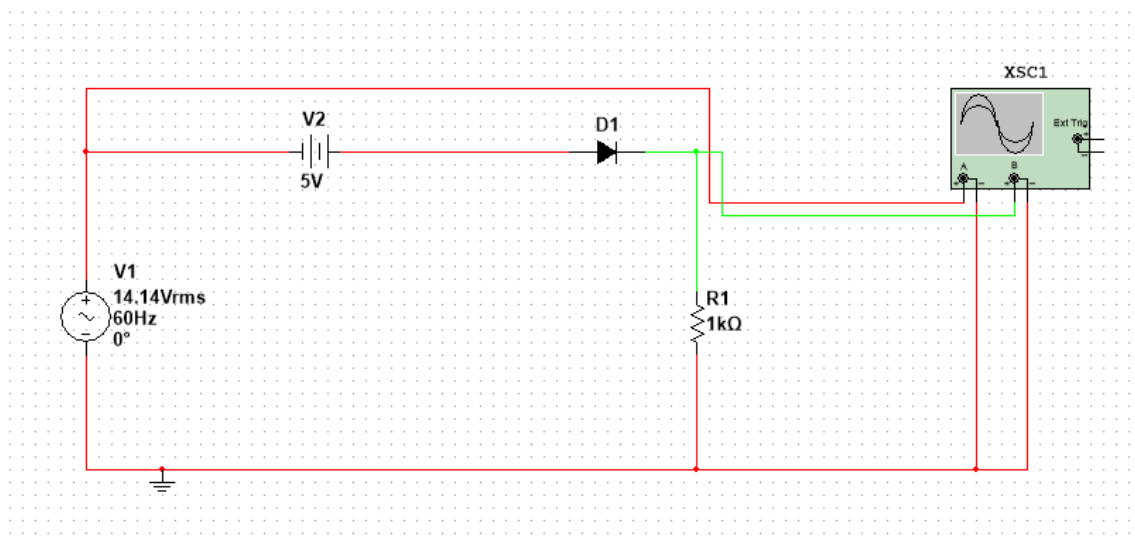 XSC1
Ext Trig
+
−
A
B
+
−
+
−
V2
5V
D1
V1
14.14Vrms
60Hz
0°
+
−
R1
1kΩ